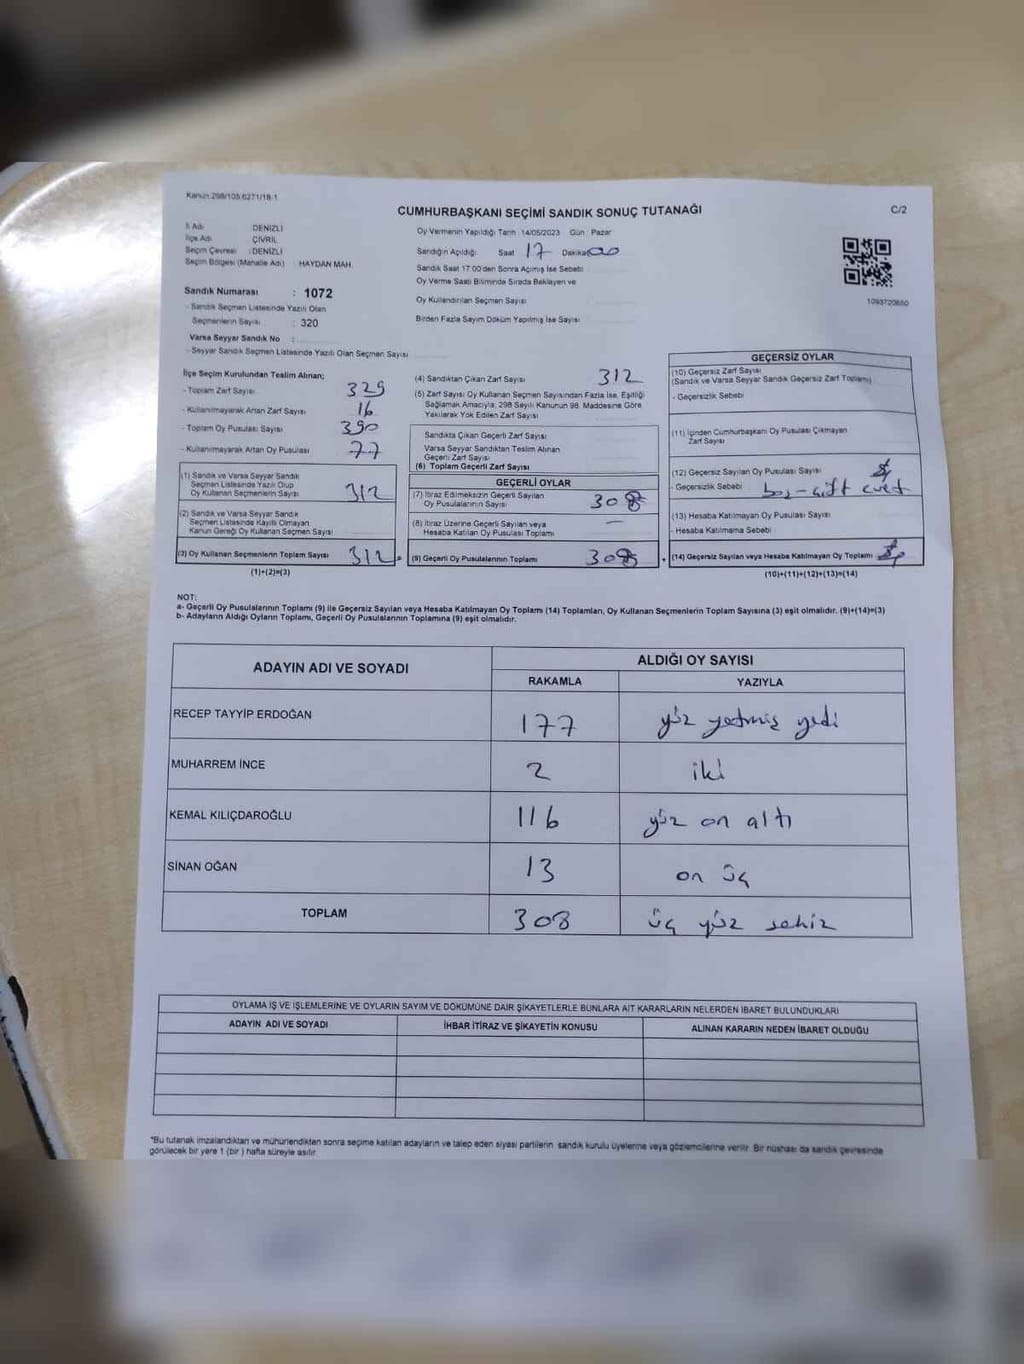 Kanun 298/105,6271/18-1
CUMHURBAŞKANI SEÇİMİ SANDIK SONUÇ TUTANAĞI
C/2
İl Adı DENİZLİ
İlçe Adı ÇİVRİL
Seçim Çevresi : DENİZLİ
Seçim Bölgesi (Mahalle Adı) HAYDAN MAH.
Oy Vermenin Yapıldığı Tarih 14/05/2023 Gün Pazar
Sandığın Açıldığı Saat 17 Dakika 00
Sandık Saat 17:00'den Sonra Açılmış İse Sebebi
Oy Verme Saati Bitiminde Sırada Bekleyen ve
Oy Kullandırılan Seçmen Sayısı
Birden Fazla Sayım Döküm Yapılmış İse Sayısı
1093720650
Sandık Numarası : 1072
- Sandık Seçmen Listesinde Yazılı Olan
Seçmenlerin Sayısı : 320
Varsa Seyyar Sandık No :
- Seyyar Sandık Seçmen Listesinde Yazılı Olan Seçmen Sayısı
İlçe Seçim Kurulundan Teslim Alınan;
- Toplam Zarf Sayısı 329
- Kullanılmayarak Artan Zarf Sayısı 16
- Toplam Oy Pusulası Sayısı 390
- Kullanılmayarak Artan Oy Pusulası 77
(1) Sandık ve Varsa Seyyar Sandık
Seçmen Listesinde Yazılı Olup
Oy Kullanan Seçmenlerin Sayısı 312
(2) Sandık ve Varsa Seyyar Sandık
Seçmen Listesinde Kayıtlı Olmayan
Kanun Gereği Oy Kullanan Seçmen Sayısı
(3) Oy Kullanan Seçmenlerin Toplam Sayısı 312 =
(1)+(2)=(3)
(4) Sandıktan Çıkan Zarf Sayısı 312
(5) Zarf Sayısı Oy Kullanan Seçmen Sayısından Fazla İse, Eşitliği
Sağlamak Amacıyla, 298 Sayılı Kanunun 98. Maddesine Göre
Yakılarak Yok Edilen Zarf Sayısı
Sandıkta Çıkan Geçerli Zarf Sayısı
Varsa Seyyar Sandıktan Teslim Alınan
Geçerli Zarf Sayısı
(6) Toplam Geçerli Zarf Sayısı
GEÇERLİ OYLAR
(7) İtiraz Edilmeksizin Geçerli Sayılan
Oy Pusulalarının Sayısı 308
(8) İtiraz Üzerine Geçerli Sayılan veya
Hesaba Katılan Oy Pusulası Toplamı —
(9) Geçerli Oy Pusulalarının Toplamı 308 +
GEÇERSİZ OYLAR
(10) Geçersiz Zarf Sayısı
(Sandık ve Varsa Seyyar Sandık Geçersiz Zarf Toplamı)
- Geçersizlik Sebebi
(11) İçinden Cumhurbaşkanı Oy Pusulası Çıkmayan
Zarf Sayısı
(12) Geçersiz Sayılan Oy Pusulası Sayısı
- Geçersizlik Sebebi boş-çift evet
(13) Hesaba Katılmayan Oy Pusulası Sayısı
- Hesaba Katılmama Sebebi
(14) Geçersiz Sayılan veya Hesaba Katılmayan Oy Toplamı
(10)+(11)+(12)+(13)=(14)
NOT:
a- Geçerli Oy Pusulalarının Toplamı (9) ile Geçersiz Sayılan veya Hesaba Katılmayan Oy Toplamı (14) Toplamları, Oy Kullanan Seçmenlerin Toplam Sayısına (3) eşit olmalıdır. (9)+(14)=(3)
b- Adayların Aldığı Oyların Toplamı, Geçerli Oy Pusulalarının Toplamına (9) eşit olmalıdır.
ADAYIN ADI VE SOYADI
ALDIĞI OY SAYISI
RAKAMLA YAZIYLA
RECEP TAYYİP ERDOĞAN 177 yüz yetmiş yedi
MUHARREM İNCE 2 iki
KEMAL KILIÇDAROĞLU 116 yüz on altı
SİNAN OĞAN 13 on üç
TOPLAM 308 üç yüz sekiz
OYLAMA İŞ VE İŞLEMLERİNE VE OYLARIN SAYIM VE DÖKÜMÜNE DAİR ŞİKAYETLERLE BUNLARA AİT KARARLARIN NELERDEN İBARET BULUNDUKLARI
ADAYIN ADI VE SOYADI İHBAR İTİRAZ VE ŞİKAYETİN KONUSU ALINAN KARARIN NEDEN İBARET OLDUĞU
*Bu tutanak imzalandıktan ve mühürlendikten sonra seçime katılan adayların ve talep eden siyasi partilerin sandık kurulu üyelerine veya gözlemcilerine verilir. Bir nüshası da sandık çevresinde
görülecek bir yere 1 (bir) hafta süreyle asılır.